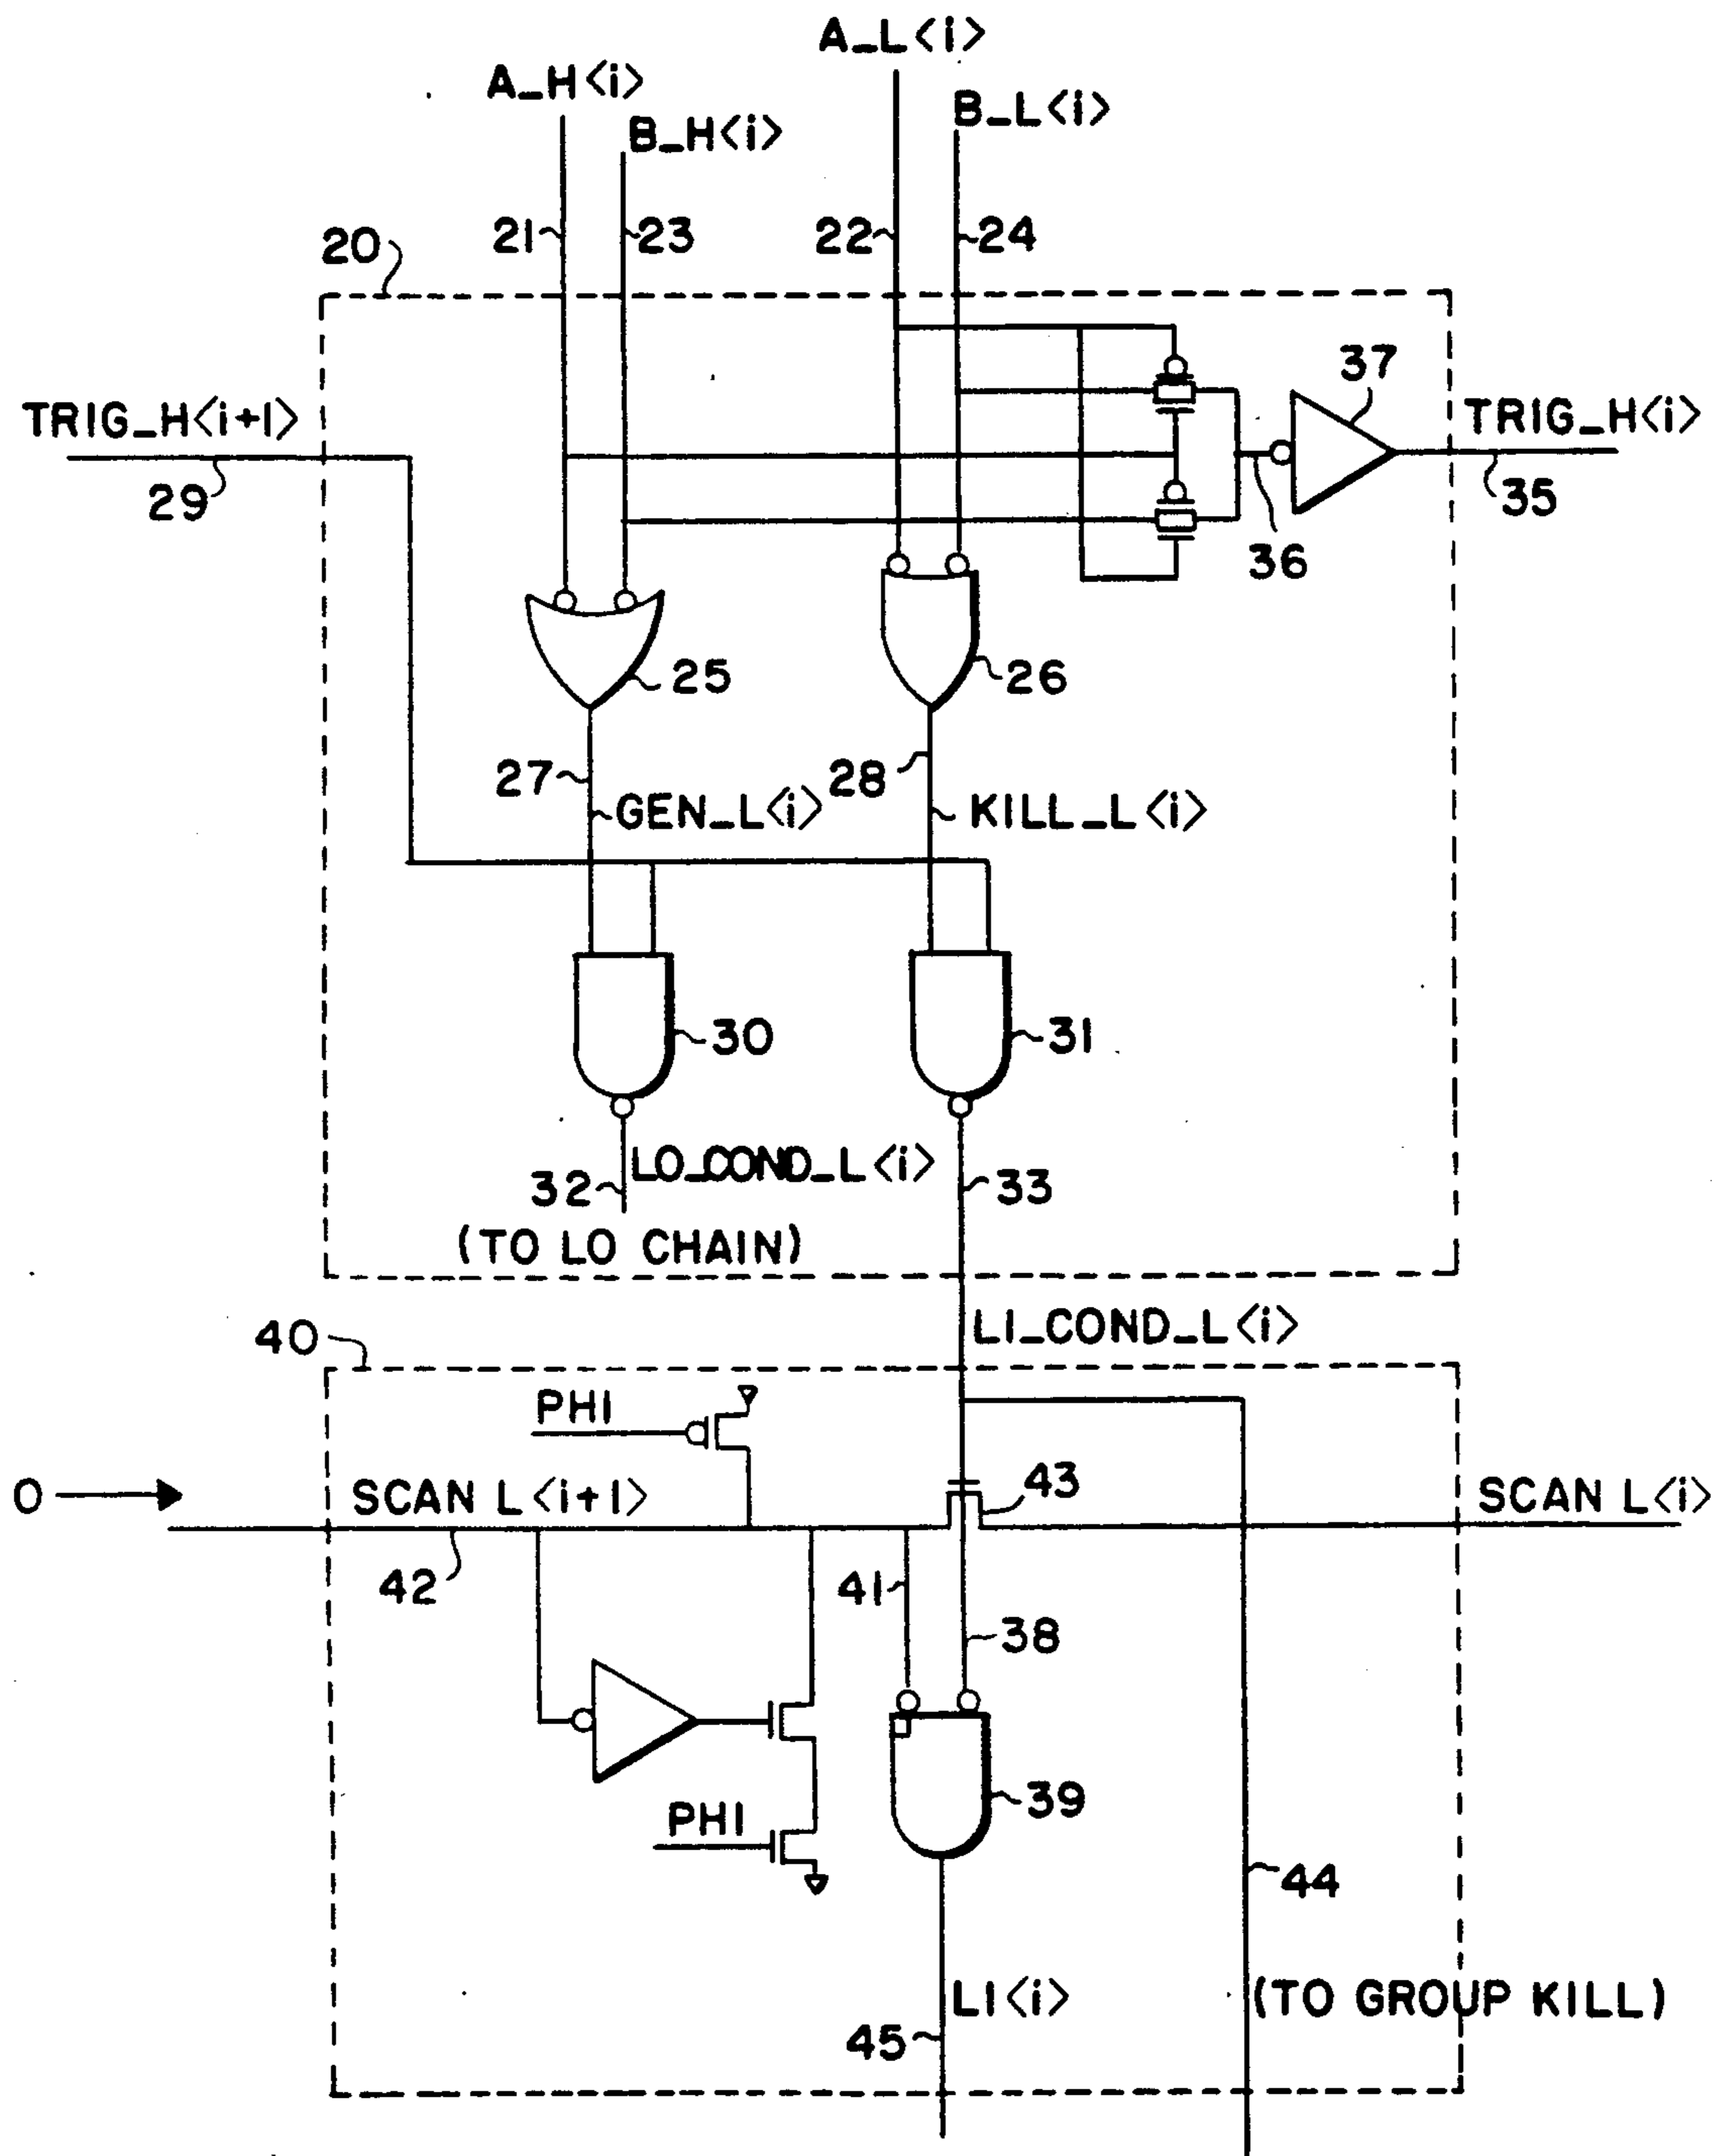 A_L<i>
A_H<i>
B_L<i>
B_H<i>
21
23
22
24
20
37
TRIG_H<i+1>
TRIG_H<i>
29
35
36
25
26
27
28
GEN_L<i>
KILL_L<i>
30
31
LO_COND_L<i>
32
33
(TO LO CHAIN)
L1_COND_L<i>
40
PHI
0
SCAN L<i+1>
43
SCAN L<i>
42
41
38
39
PHI
44
L1<i>
(TO GROUP KILL)
45